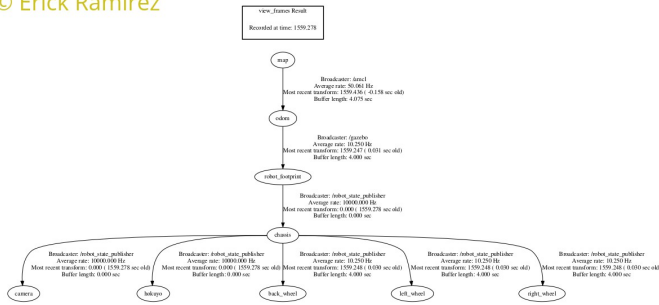 © Erick Ramirez
view_frames Result
Recorded at time: 1559.278
map
Broadcaster: /amcl
Average rate: 50.061 Hz
Most recent transform: 1559.436 ( -0.158 sec old)
Buffer length: 4.075 sec
odom
Broadcaster: /gazebo
Average rate: 10.250 Hz
Most recent transform: 1559.247 ( 0.031 sec old)
Buffer length: 4.000 sec
robot_footprint
Broadcaster: /robot_state_publisher
Average rate: 10000.000 Hz
Most recent transform: 0.000 ( 1559.278 sec old)
Buffer length: 0.000 sec
chassis
Broadcaster: /robot_state_publisher
Average rate: 10000.000 Hz
Most recent transform: 0.000 ( 1559.278 sec old)
Buffer length: 0.000 sec
Broadcaster: /robot_state_publisher
Average rate: 10000.000 Hz
Most recent transform: 0.000 ( 1559.278 sec old)
Buffer length: 0.000 sec
Broadcaster: /robot_state_publisher
Average rate: 10.250 Hz
Most recent transform: 1559.248 ( 0.030 sec old)
Buffer length: 4.000 sec
Broadcaster: /robot_state_publisher
Average rate: 10.250 Hz
Most recent transform: 1559.248 ( 0.030 sec old)
Buffer length: 4.000 sec
Broadcaster: /robot_state_publisher
Average rate: 10.250 Hz
Most recent transform: 1559.248 ( 0.030 sec old)
Buffer length: 4.000 sec
camera
hokuyo
back_wheel
left_wheel
right_wheel